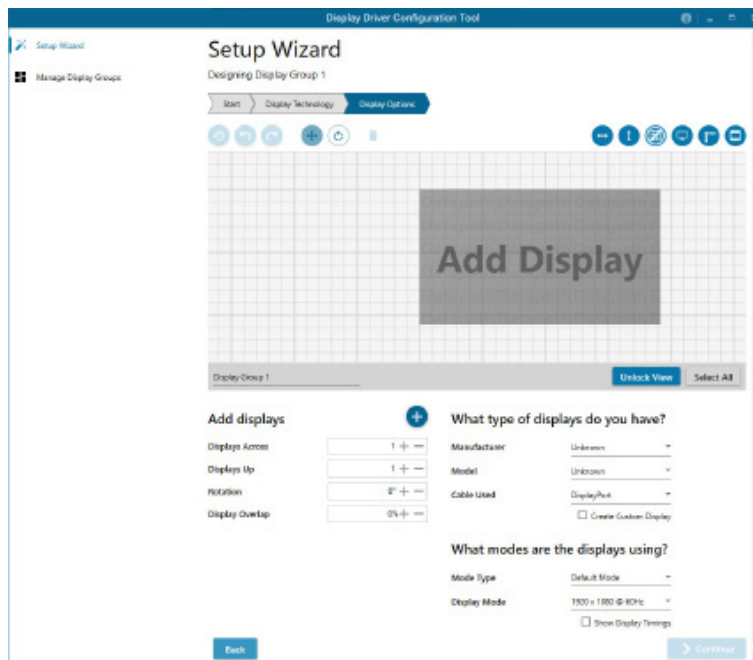 Display Driver Configuration Tool
Setup Wizard
Manage Display Groups
Setup Wizard
Designing Display Group 1
Start
Display Technology
Display Options
Add Display
Display Group 1
Unlock View
Select All
Add displays
Displays Across 1
Displays Up 1
Rotation 0°
Display Overlap 0%
What type of displays do you have?
Manufacturer Unknown
Model Unknown
Cable Used DisplayPort
Create Custom Display
What modes are the displays using?
Mode Type Default Mode
Display Mode 1920 x 1080 @ 60Hz
Show Display Timings
Back
Continue